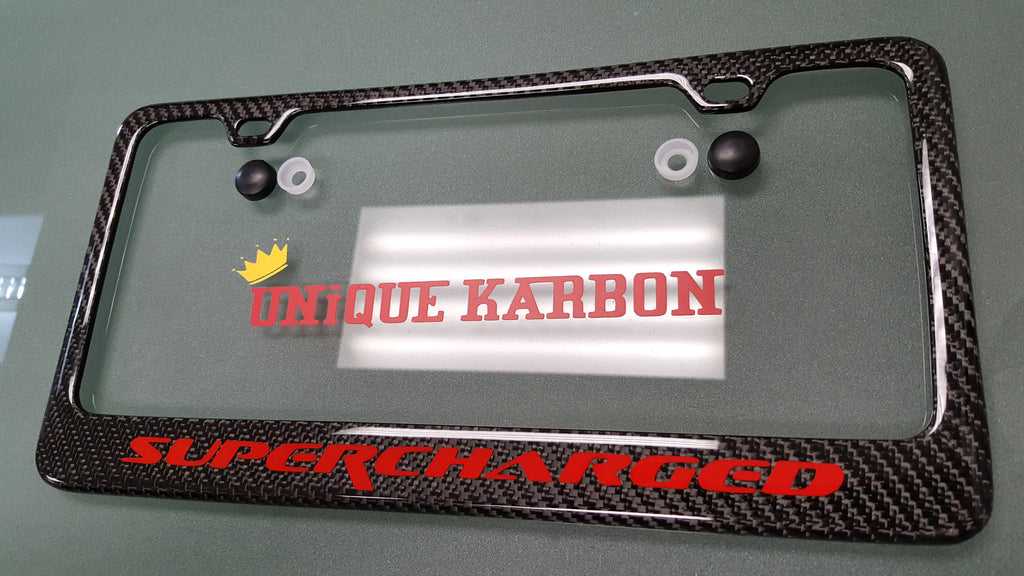 UNiQUE KARBON
SUPERCHARGED